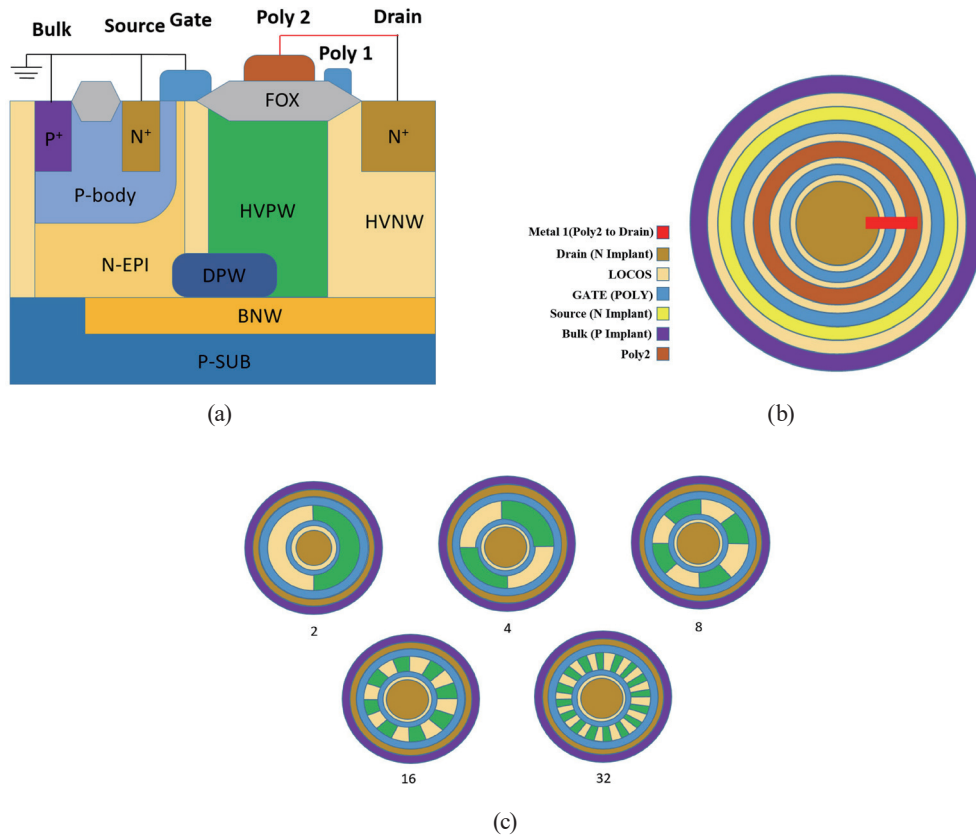 Bulk
Source
Gate
Poly 2
Drain
Poly 1
FOX
P+
N+
N+
P-body
HVPW
HVNW
N-EPI
DPW
BNW
P-SUB
(a)
Metal 1(Poly2 to Drain)
Drain (N Implant)
LOCOS
GATE (POLY)
Source (N Implant)
Bulk (P Implant)
Poly2
(b)
2
4
8
16
32
(c)